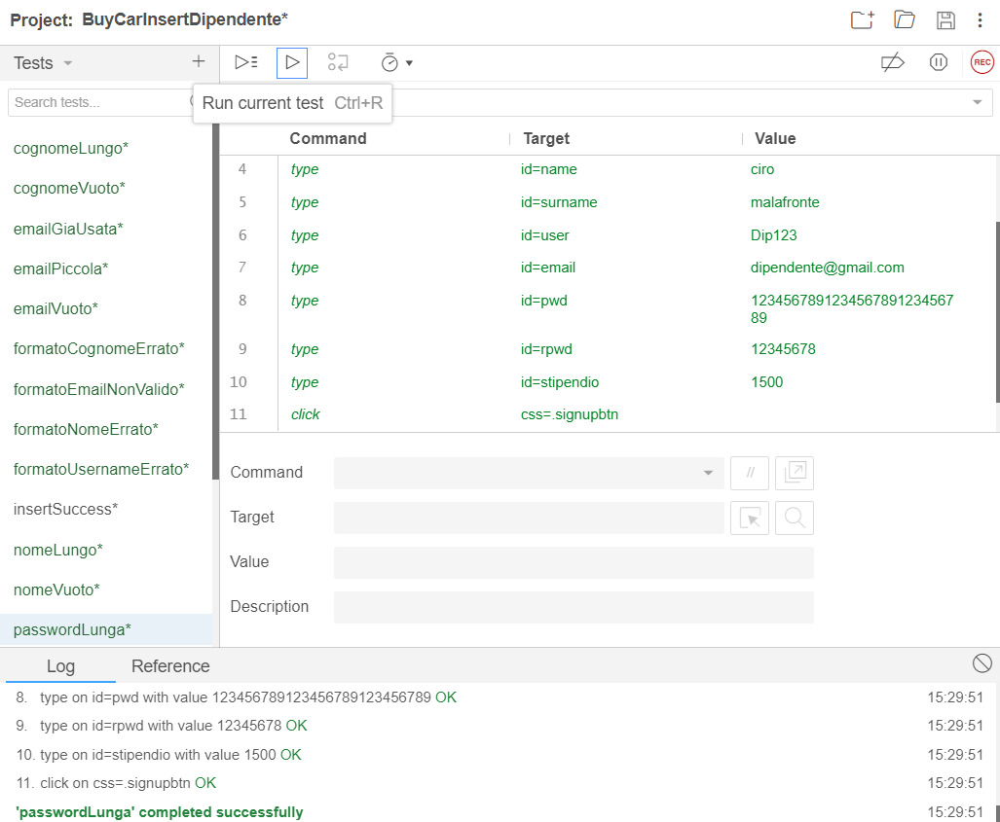 Project: BuyCarInsertDipendente*
Tests
+
REC
Search tests...
Run current test Ctrl+R
Command Target Value
cognomeLungo*
cognomeVuoto*
emailGiaUsata*
emailPiccola*
emailVuoto*
formatoCognomeErrato*
formatoEmailNonValido*
formatoNomeErrato*
formatoUsernameErrato*
insertSuccess*
nomeLungo*
nomeVuoto*
passwordLunga*
4 type id=name ciro
5 type id=surname malafronte
6 type id=user Dip123
7 type id=email dipendente@gmail.com
8 type id=pwd 1234567891234567891234567
89
9 type id=rpwd 12345678
10 type id=stipendio 1500
11 click css=.signupbtn
Command //
Target
Value
Description
Log Reference
8. type on id=pwd with value 123456789123456789123456789 OK 15:29:51
9. type on id=rpwd with value 12345678 OK 15:29:51
10. type on id=stipendio with value 1500 OK 15:29:51
11. click on css=.signupbtn OK 15:29:51
'passwordLunga' completed successfully 15:29:51